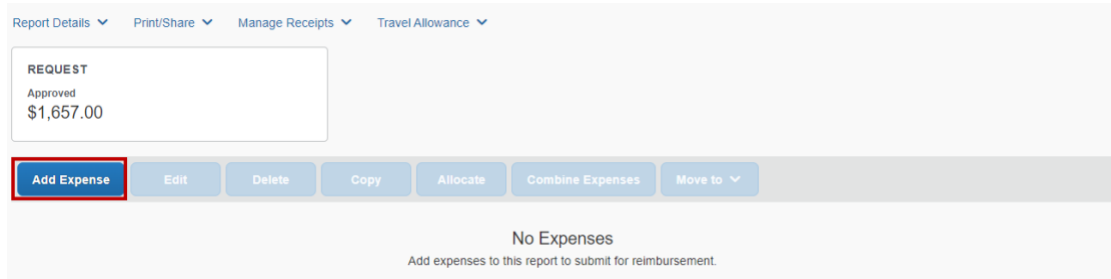 Report Details Print/Share Manage Receipts Travel Allowance
REQUEST
Approved
$1,657.00
Add Expense Edit Delete Copy Allocate Combine Expenses Move to
No Expenses
Add expenses to this report to submit for reimbursement.